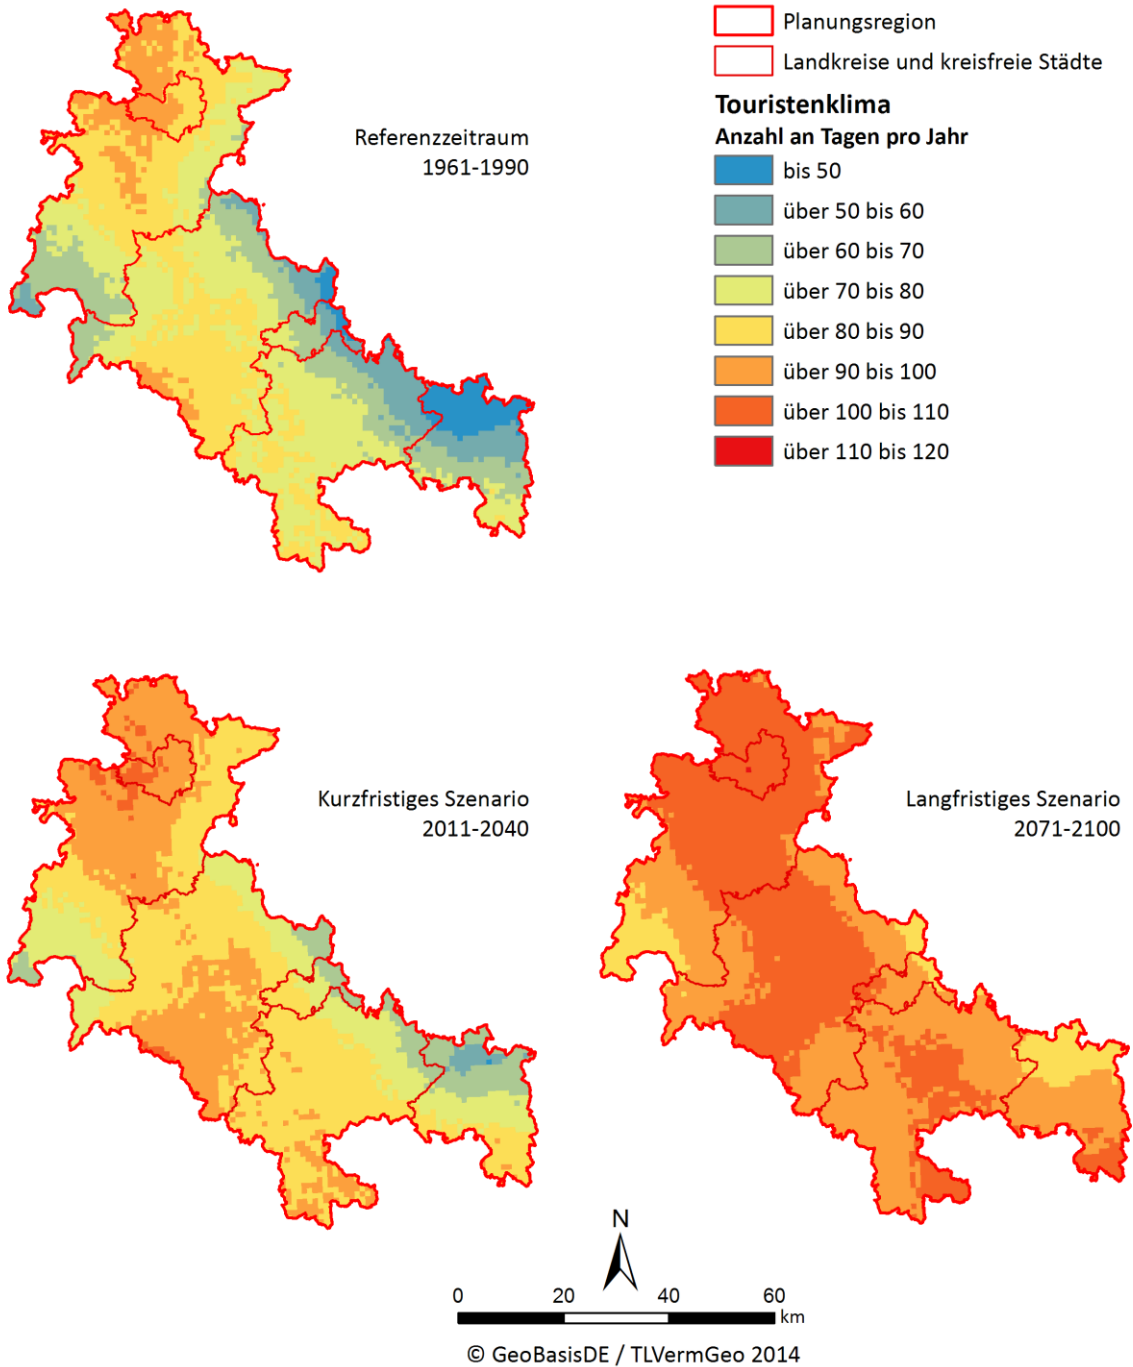 Planungsregion
Landkreise und kreisfreie Städte
Touristenklima
Anzahl an Tagen pro Jahr
bis 50
über 50 bis 60
über 60 bis 70
über 70 bis 80
über 80 bis 90
über 90 bis 100
über 100 bis 110
über 110 bis 120
Referenzzeitraum
1961-1990
Kurzfristiges Szenario
2011-2040
Langfristiges Szenario
2071-2100
N
0 20 40 60
km
© GeoBasisDE / TLVermGeo 2014